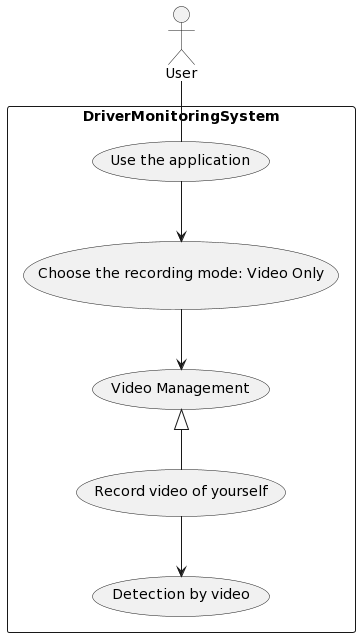 User
DriverMonitoringSystem
Use the application
Choose the recording mode: Video Only
Video Management
Record video of yourself
Detection by video